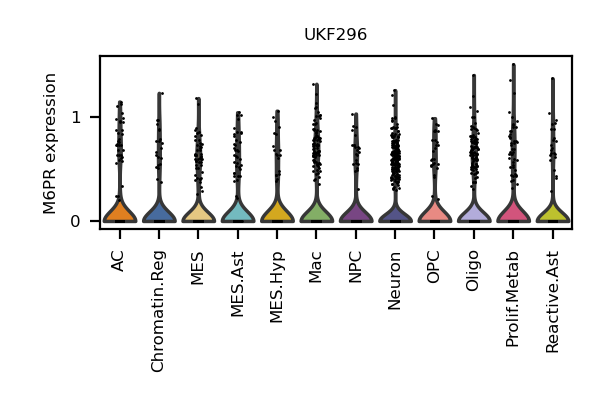 UKF296
M6PR expression
1
0
AC
Chromatin.Reg
MES
MES.Ast
MES.Hyp
Mac
NPC
Neuron
OPC
Oligo
Prolif.Metab
Reactive.Ast